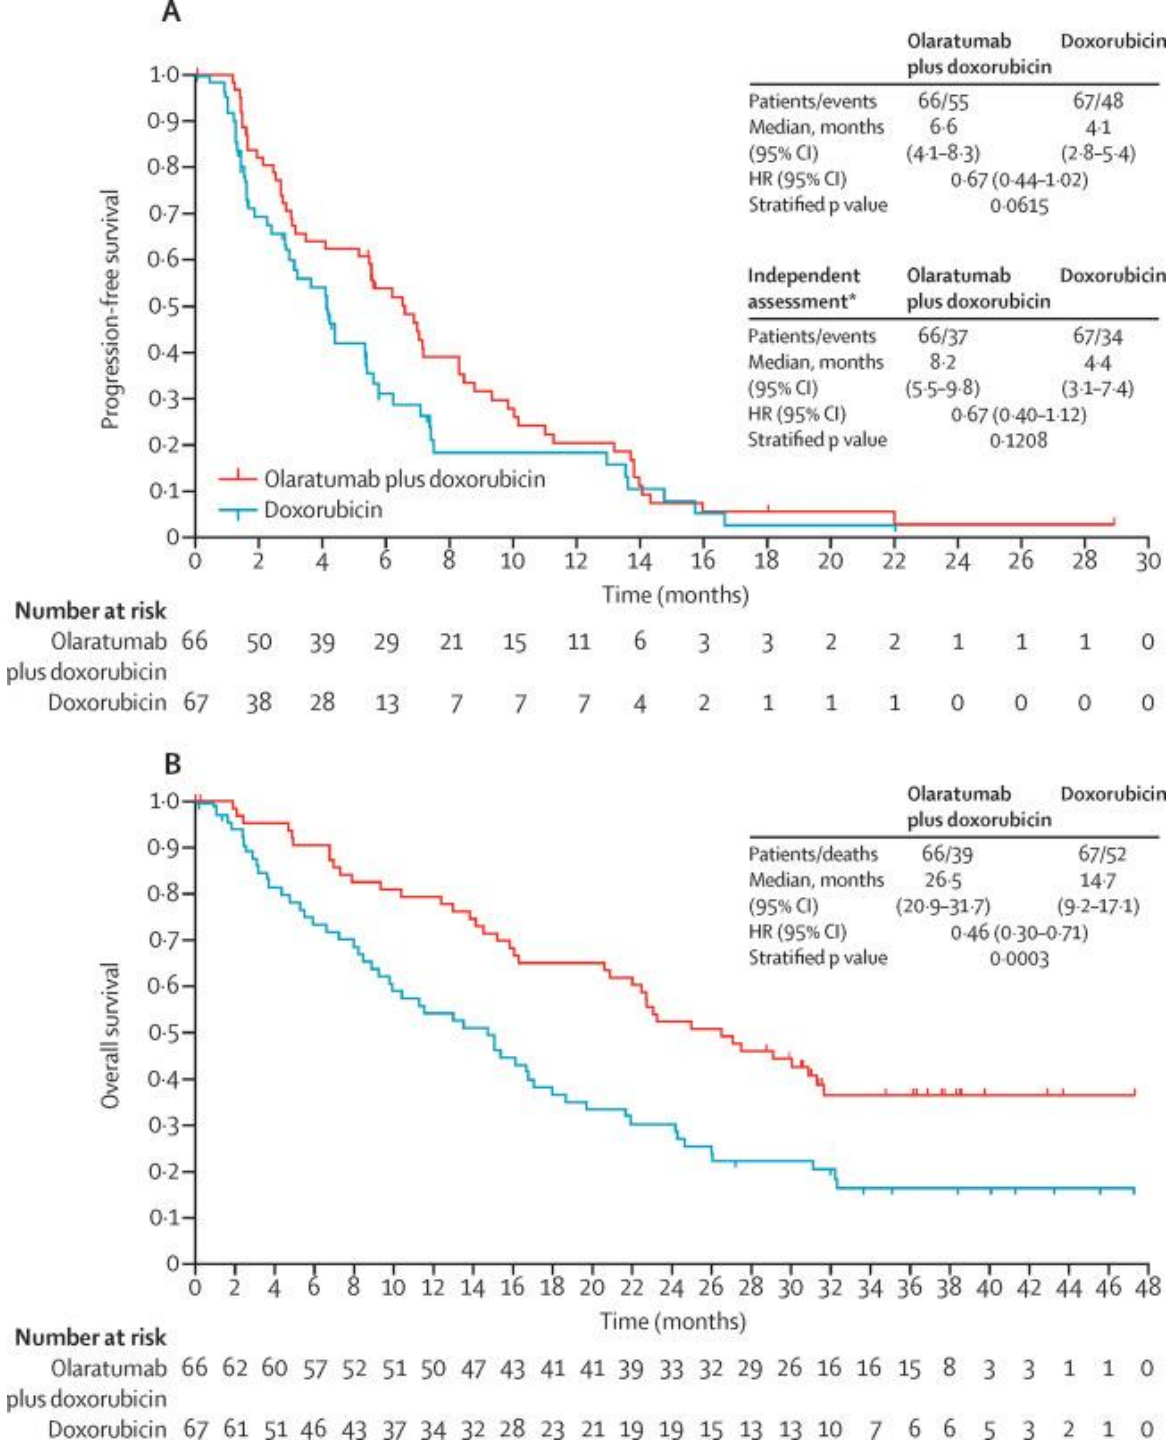 A
Olaratumab plus doxorubicin Doxorubicin
Patients/events 66/55 67/48
Median, months 6·6 4·1
(95% CI) (4·1–8·3) (2·8–5·4)
HR (95% CI) 0·67 (0·44–1·02)
Stratified p value 0·0615
Independent assessment* Olaratumab plus doxorubicin Doxorubicin
Patients/events 66/37 67/34
Median, months 8·2 4·4
(95% CI) (5·5–9·8) (3·1–7·4)
HR (95% CI) 0·67 (0·40–1·12)
Stratified p value 0·1208
Progression-free survival
1·0
0·9
0·8
0·7
0·6
0·5
0·4
0·3
0·2
0·1
0
Olaratumab plus doxorubicin
Doxorubicin
0 2 4 6 8 10 12 14 16 18 20 22 24 26 28 30
Time (months)
Number at risk
Olaratumab 66 50 39 29 21 15 11 6 3 3 2 2 1 1 1 0
plus doxorubicin
Doxorubicin 67 38 28 13 7 7 7 4 2 1 1 1 0 0 0 0
B
Olaratumab plus doxorubicin Doxorubicin
Patients/deaths 66/39 67/52
Median, months 26·5 14·7
(95% CI) (20·9–31·7) (9·2–17·1)
HR (95% CI) 0·46 (0·30–0·71)
Stratified p value 0·0003
Overall survival
1·0
0·9
0·8
0·7
0·6
0·5
0·4
0·3
0·2
0·1
0
0 2 4 6 8 10 12 14 16 18 20 22 24 26 28 30 32 34 36 38 40 42 44 46 48
Time (months)
Number at risk
Olaratumab 66 62 60 57 52 51 50 47 43 41 41 39 33 32 29 26 16 16 15 8 3 3 1 1 0
plus doxorubicin
Doxorubicin 67 61 51 46 43 37 34 32 28 23 21 19 19 15 13 13 10 7 6 6 5 3 2 1 0